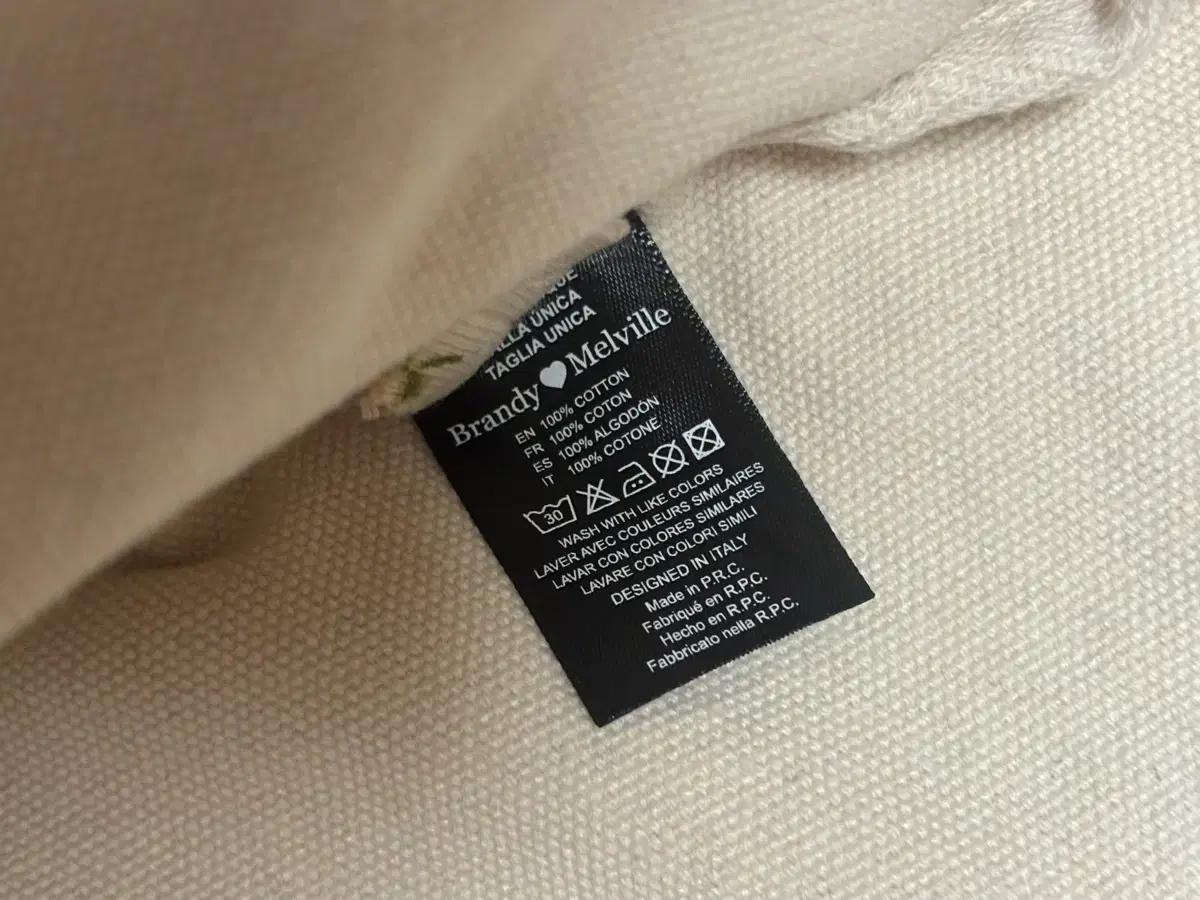 ÚNICA
TAGLIA UNICA
Brandy♥Melville
EN 100% COTTON
FR 100% COTON
ES 100% ALGODÓN
IT 100% COTONE
30
WASH WITH LIKE COLORS
LAVER AVEC COULEURS SIMILAIRES
LAVAR CON COLORES SIMILARES
LAVARE CON COLORI SIMILI
DESIGNED IN ITALY
Made in P.R.C.
Fabriqué en R.P.C.
Hecho en R.P.C.
Fabbricato nella R.P.C.